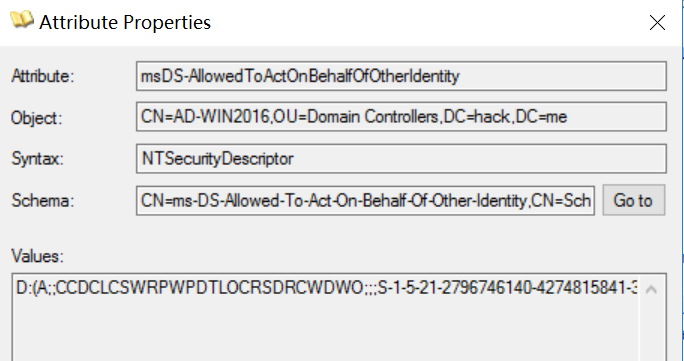 Attribute Properties
Attribute: msDS-AllowedToActOnBehalfOfOtherIdentity
Object: CN=AD-WIN2016,OU=Domain Controllers,DC=hack,DC=me
Syntax: NTSecurityDescriptor
Schema: CN=ms-DS-Allowed-To-Act-On-Behalf-Of-Other-Identity,CN=Sch Go to
Values:
D:(A;;CCDCLCSWRPWPDTLOCRSDRCWDWO;;;S-1-5-21-2796746140-4274815841-3